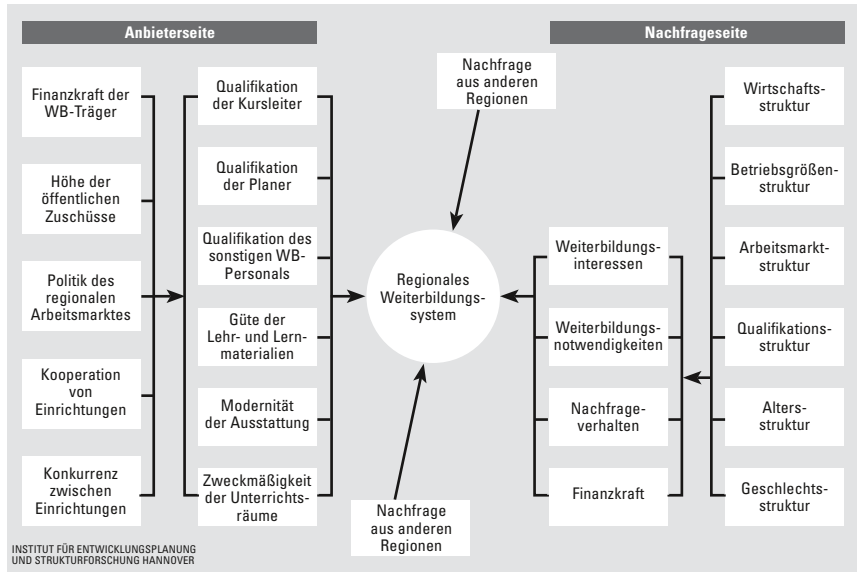 Anbieterseite
Finanzkraft der
WB-Träger
Höhe der
öffentlichen
Zuschüsse
Politik des
regionalen
Arbeitsmarktes
Kooperation
von
Einrichtungen
Konkurrenz
zwischen
Einrichtungen
Qualifikation
der Kursleiter
Qualifikation
der Planer
Qualifikation des
sonstigen WB-
Personals
Güte der
Lehr- und Lern-
materialien
Modernität
der Ausstattung
Zweckmäßigkeit
der Unterrichts-
räume
Nachfrage
aus anderen
Regionen
Regionales
Weiterbildungs-
system
Nachfrage
aus anderen
Regionen
Nachfrageseite
Weiterbildungs-
interessen
Weiterbildungs-
notwendigkeiten
Nachfrage-
verhalten
Finanzkraft
Wirtschafts-
struktur
Betriebsgrößen-
struktur
Arbeitsmarkt-
struktur
Qualifikations-
struktur
Alters-
struktur
Geschlechts-
struktur
INSTITUT FÜR ENTWICKLUNGSPLANUNG
UND STRUKTURFORSCHUNG HANNOVER